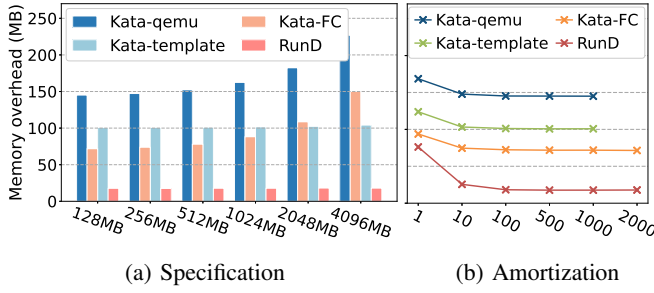 Memory overhead (MB)
250
200
150
100
50
0
Kata-qemu
Kata-template
Kata-FC
RunD
128MB
256MB
512MB
1024MB
2048MB
4096MB
(a) Specification
Kata-qemu
Kata-template
Kata-FC
RunD
1
10
100
500
1000
2000
(b) Amortization